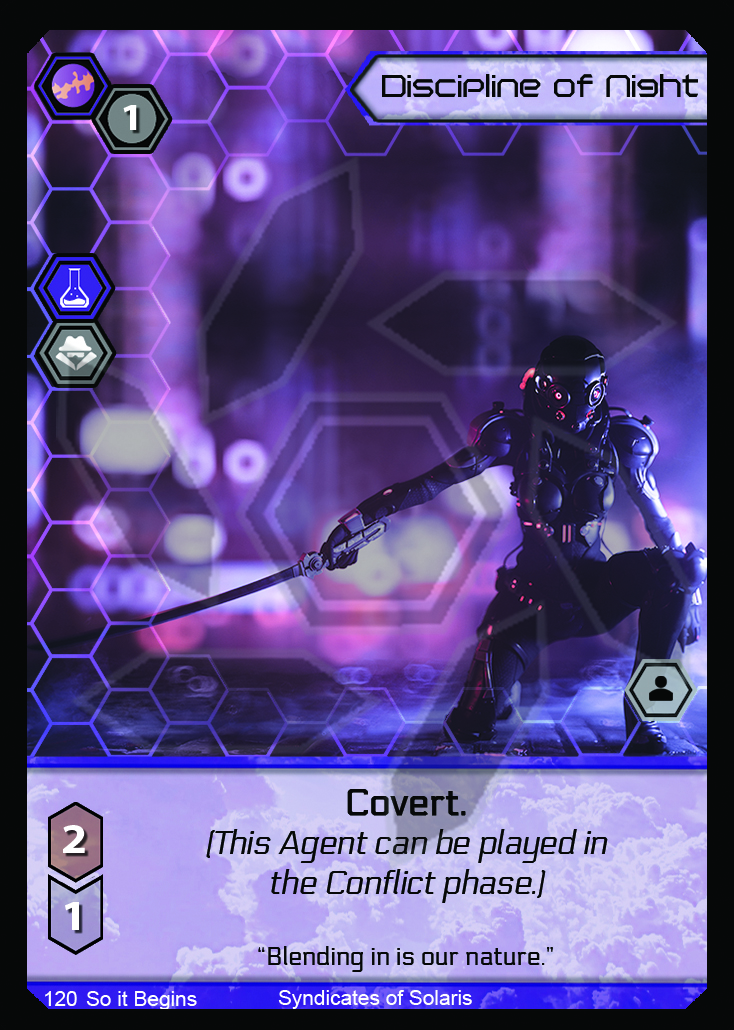 Discipline of Night
1
2
1
Covert.
(This Agent can be played in
the Conflict phase.)
“Blending in is our nature.”
120 So it Begins
Syndicates of Solaris